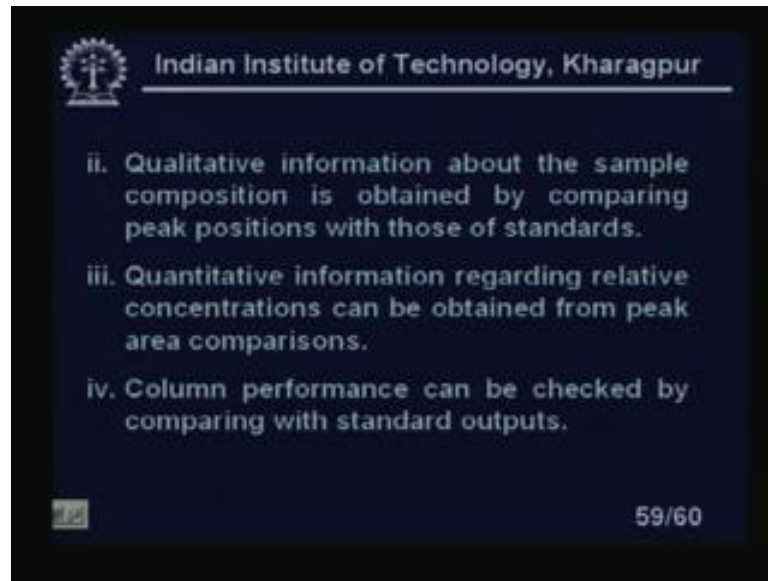 Indian Institute of Technology, Kharagpur
ii. Qualitative information about the sample
composition is obtained by comparing
peak positions with those of standards.
iii. Quantitative information regarding relative
concentrations can be obtained from peak
area comparisons.
iv. Column performance can be checked by
comparing with standard outputs.
59/60